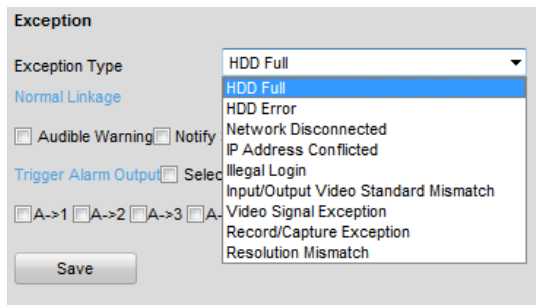 Exception
Exception Type HDD Full
HDD Full
HDD Error
Network Disconnected
IP Address Conflicted
Illegal Login
Input/Output Video Standard Mismatch
Video Signal Exception
Record/Capture Exception
Resolution Mismatch
Normal Linkage
Audible Warning Notify
Trigger Alarm Output
A->1 A->2 A->3
Save